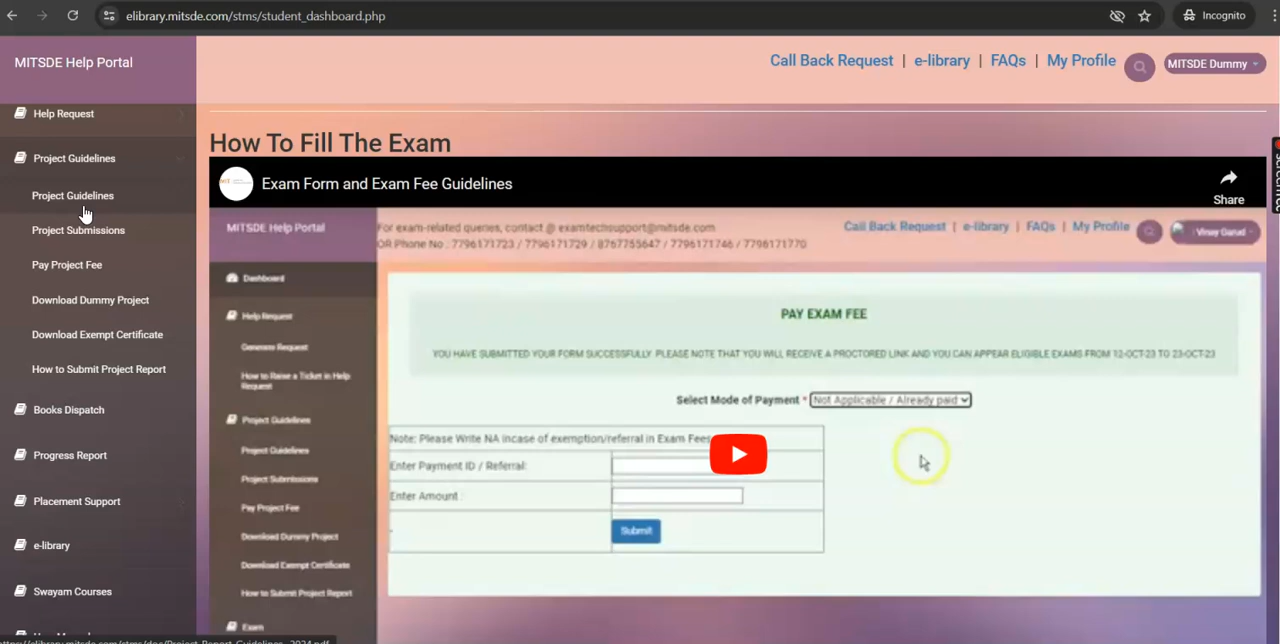 elibrary.mitsde.com/stms/student_dashboard.php
Incognito
MITSDE Help Portal
Call Back Request | e-library | FAQs | My Profile
MITSDE Dummy
Help Request
Project Guidelines
Project Guidelines
Project Submissions
Pay Project Fee
Download Dummy Project
Download Exempt Certificate
How to Submit Project Report
Books Dispatch
Progress Report
Placement Support
e-library
Swayam Courses
How To Fill The Exam
Exam Form and Exam Fee Guidelines
Share
MITSDE Help Portal
For exam-related queries, contact @ examtechsupport@mitsde.com
OR Phone No : 7796171723 / 7796171729 / 8767755647 / 7796171746 / 7796171770
Call Back Request | e-library | FAQs | My Profile
Vinay Garud
Dashboard
Help Request
Generate Request
How to Raise a Ticket in Help
Request
Project Guidelines
Project Guidelines
Project Submissions
Pay Project Fee
Download Dummy Project
Download Exempt Certificate
How to Submit Project Report
Exam
PAY EXAM FEE
YOU HAVE SUBMITTED YOUR FORM SUCCESSFULLY. PLEASE NOTE THAT YOU WILL RECEIVE A PROCTORED LINK AND YOU CAN APPEAR ELIGIBLE EXAMS FROM 12-OCT-23 TO 23-OCT-23
Select Mode of Payment * Not Applicable / Already paid
Note: Please Write NA incase of exemption/referral in Exam Fees
Enter Payment ID / Referral:
Enter Amount :
Submit